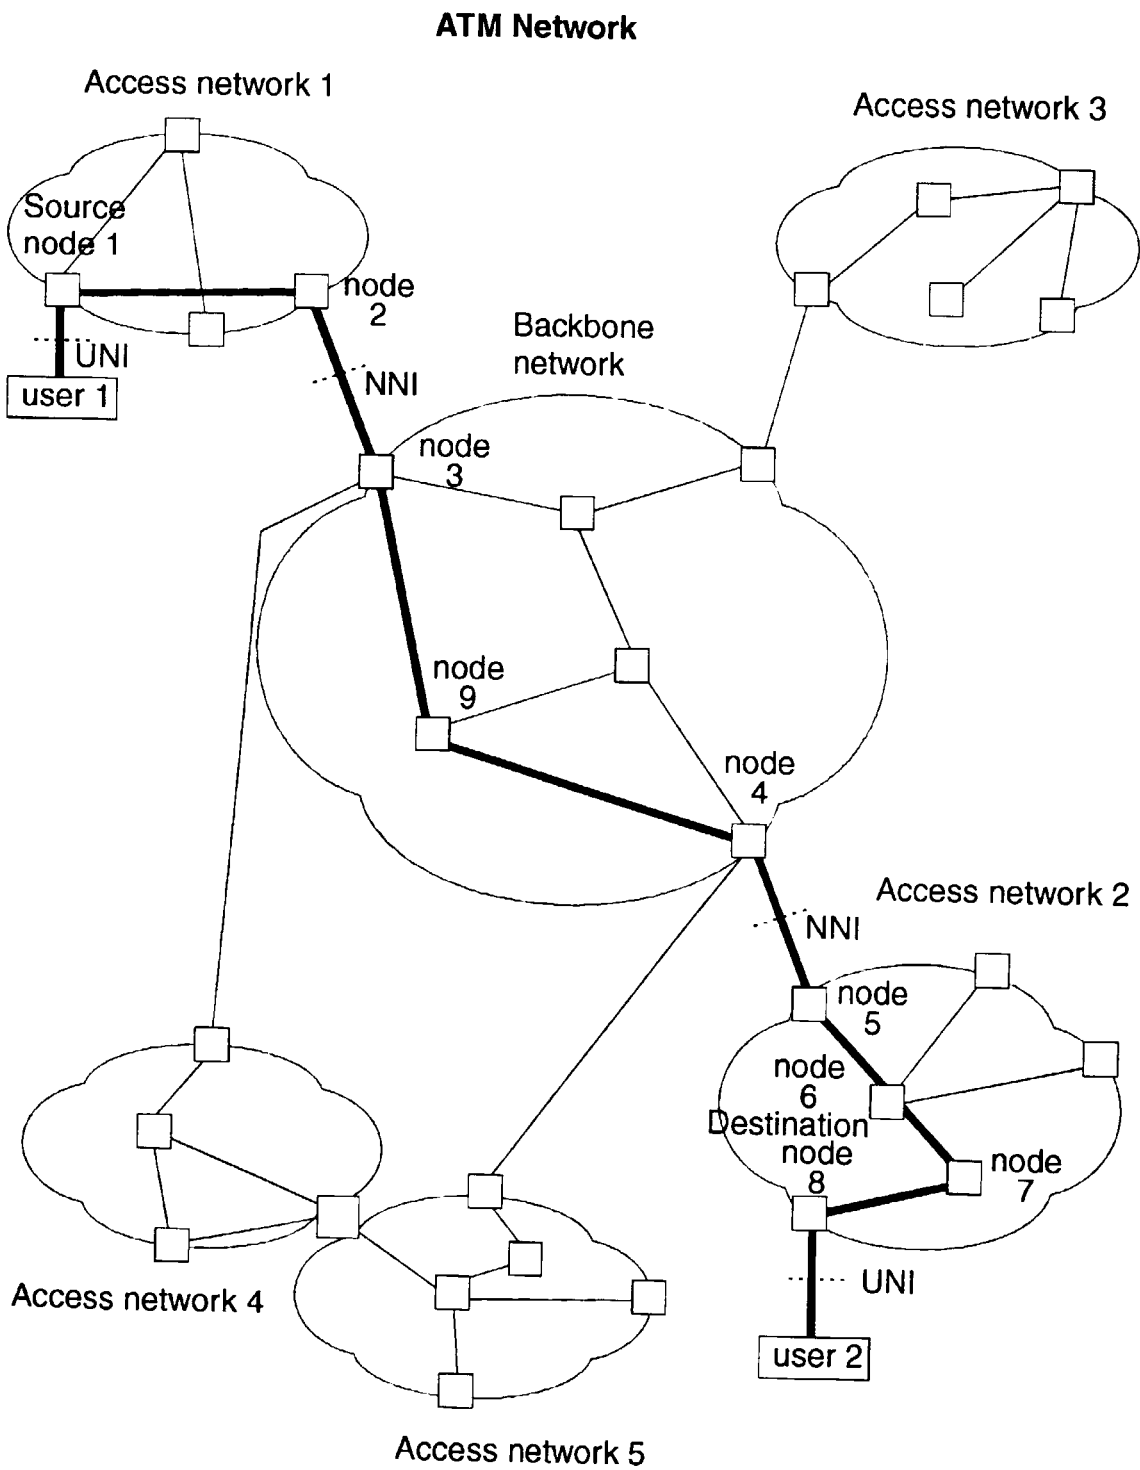 ATM Network
Access network 1
Access network 3
Source
node 1
node
2
UNI
user 1
NNI
Backbone
network
node
3
node
9
node
4
Access network 2
NNI
node
5
node
6
Destination
node
8
node
7
UNI
user 2
Access network 4
Access network 5